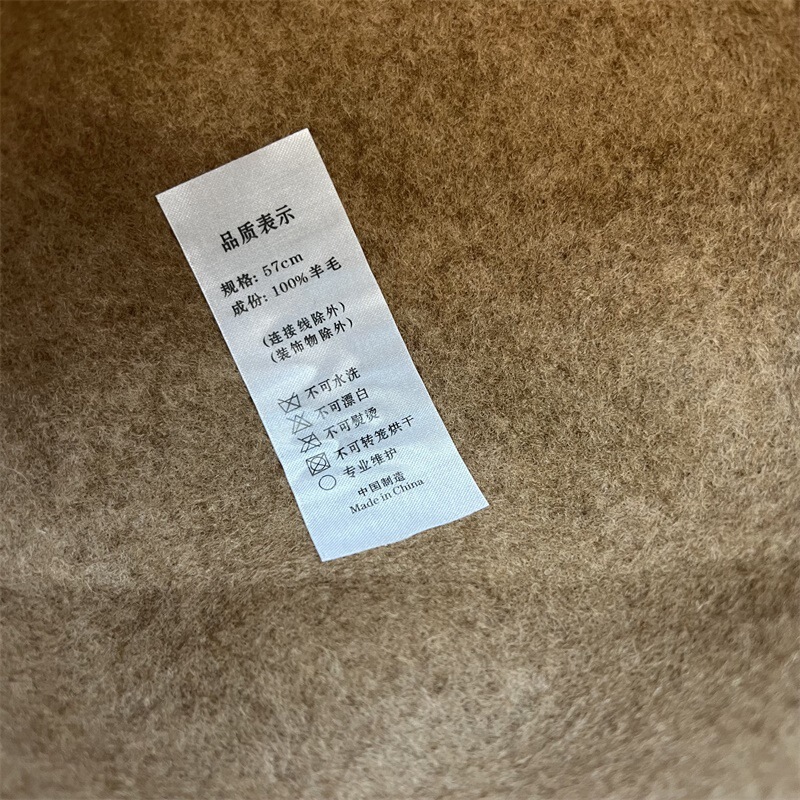 品质表示
规格: 57cm
成份: 100%羊毛
(连接线除外)
(装饰物除外)
不可水洗
不可漂白
不可熨烫
不可转笼烘干
专业维护
中国制造
Made in China